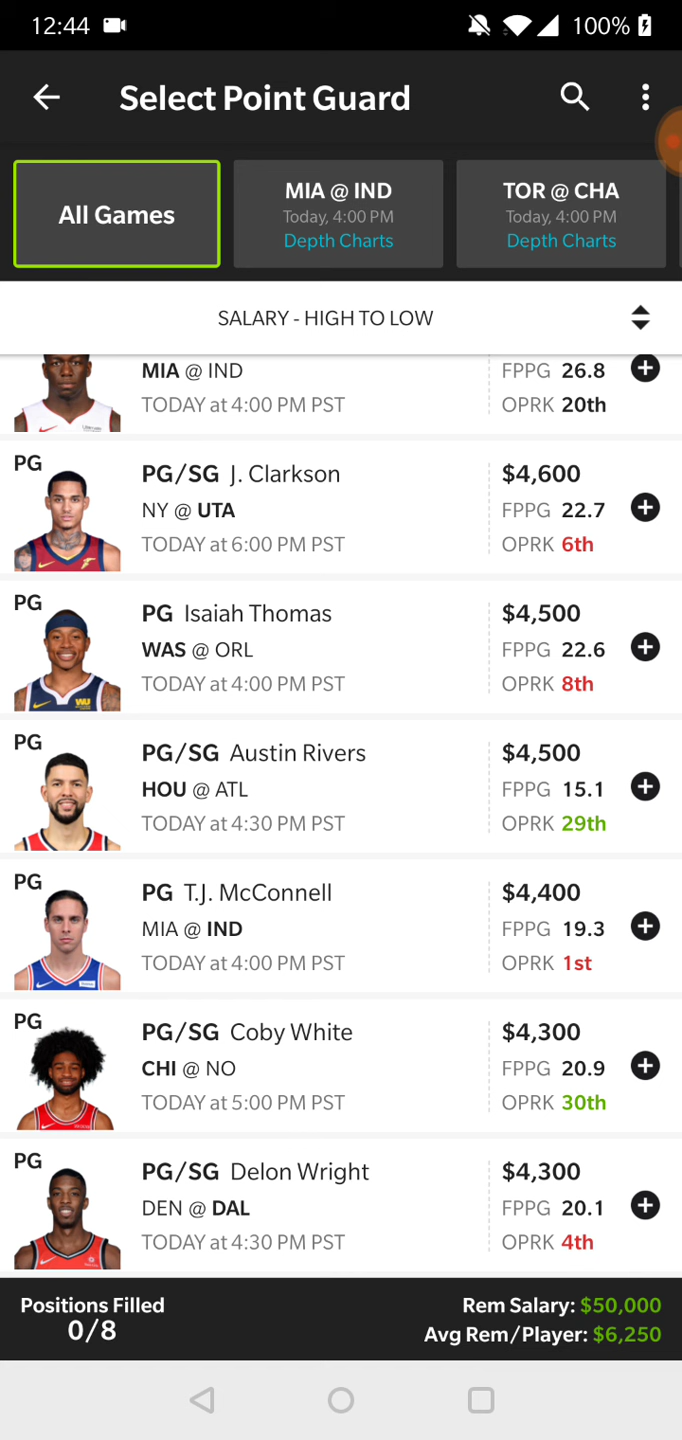 12:44
100%
Select Point Guard
All Games
MIA @ IND
Today, 4:00 PM
Depth Charts
TOR @ CHA
Today, 4:00 PM
Depth Charts
SALARY - HIGH TO LOW
MIA @ IND
FPPG 26.8
TODAY at 4:00 PM PST
OPRK 20th
PG
PG/SG J. Clarkson
$4,600
NY @ UTA
FPPG 22.7
TODAY at 6:00 PM PST
OPRK 6th
PG
PG Isaiah Thomas
$4,500
WAS @ ORL
FPPG 22.6
TODAY at 4:00 PM PST
OPRK 8th
PG
PG/SG Austin Rivers
$4,500
HOU @ ATL
FPPG 15.1
TODAY at 4:30 PM PST
OPRK 29th
PG
PG T.J. McConnell
$4,400
MIA @ IND
FPPG 19.3
TODAY at 4:00 PM PST
OPRK 1st
PG
PG/SG Coby White
$4,300
CHI @ NO
FPPG 20.9
TODAY at 5:00 PM PST
OPRK 30th
PG
PG/SG Delon Wright
$4,300
DEN @ DAL
FPPG 20.1
TODAY at 4:30 PM PST
OPRK 4th
Positions Filled
0/8
Rem Salary: $50,000
Avg Rem/Player: $6,250